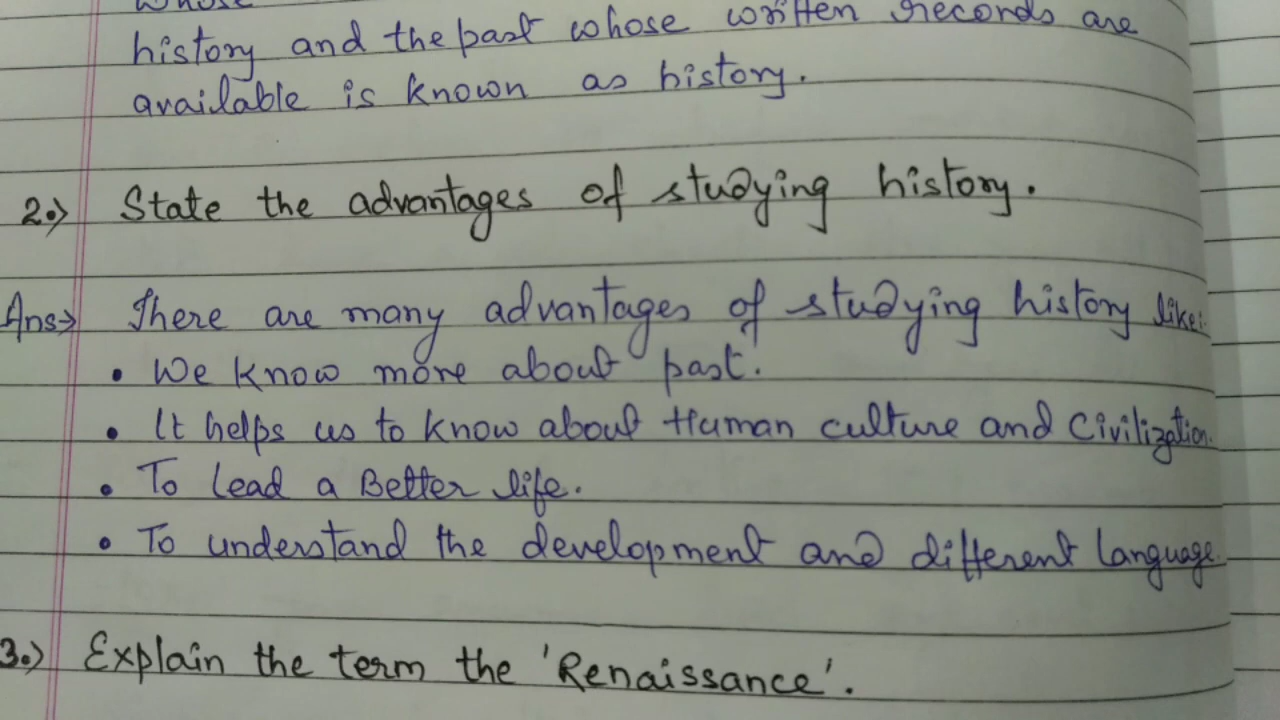 whose
history and the past whose written records are
available is known as history.
2.) State the advantages of studying history.
Ans→ There are many advantages of studying history like:
• We know more about past.
• It helps us to know about Human culture and Civilization.
• To lead a Better life.
• To understand the development and different language.
3.) Explain the term the 'Renaissance'.